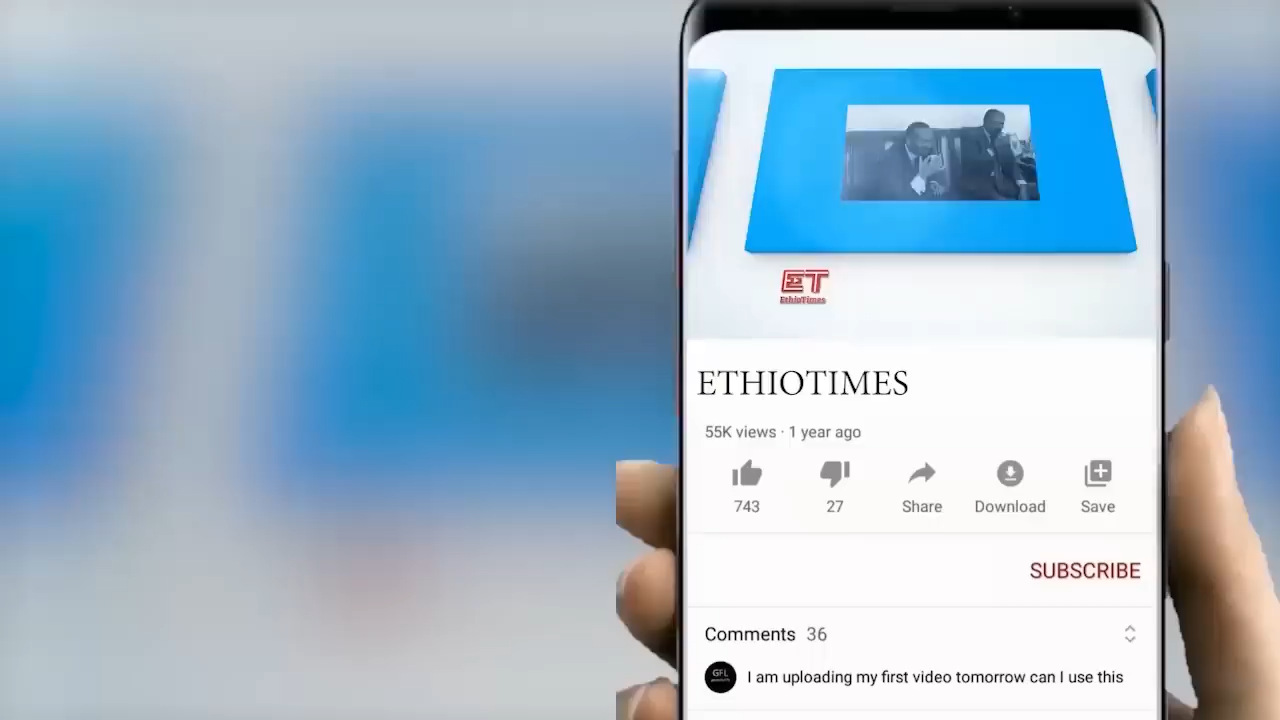 ET
EthioTimes
ETHIOTIMES
55K views · 1 year ago
743 27 Share Download Save
SUBSCRIBE
Comments 36
GFL
I am uploading my first video tomorrow can I use this